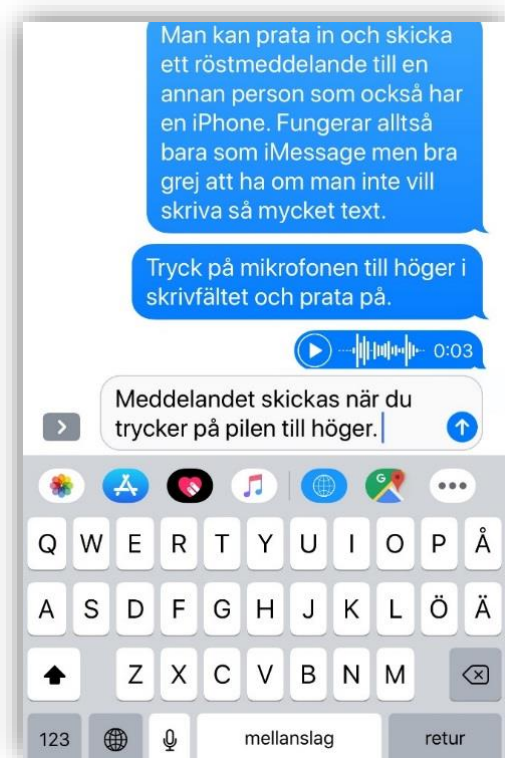 Man kan prata in och skicka
ett röstmeddelande till en
annan person som också har
en iPhone. Fungerar alltså
bara som iMessage men bra
grej att ha om man inte vill
skriva så mycket text.
Tryck på mikrofonen till höger i
skrivfältet och prata på.
0:03
Meddelandet skickas när du
trycker på pilen till höger.
Q W E R T Y U I O P Å
A S D F G H J K L Ö Ä
Z X C V B N M
123 mellanslag retur